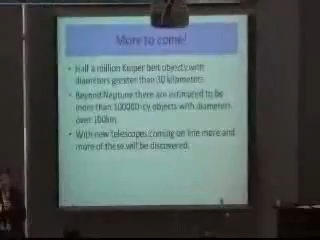 More to come!
• Half a million Kuiper belt objects with
diameters greater than 30 kilometers
• Beyond Neptune there are estimated to be
more than 100000 icy objects with diameters
over 100km
• With new telescopes coming on line more and
more of these will be discovered.